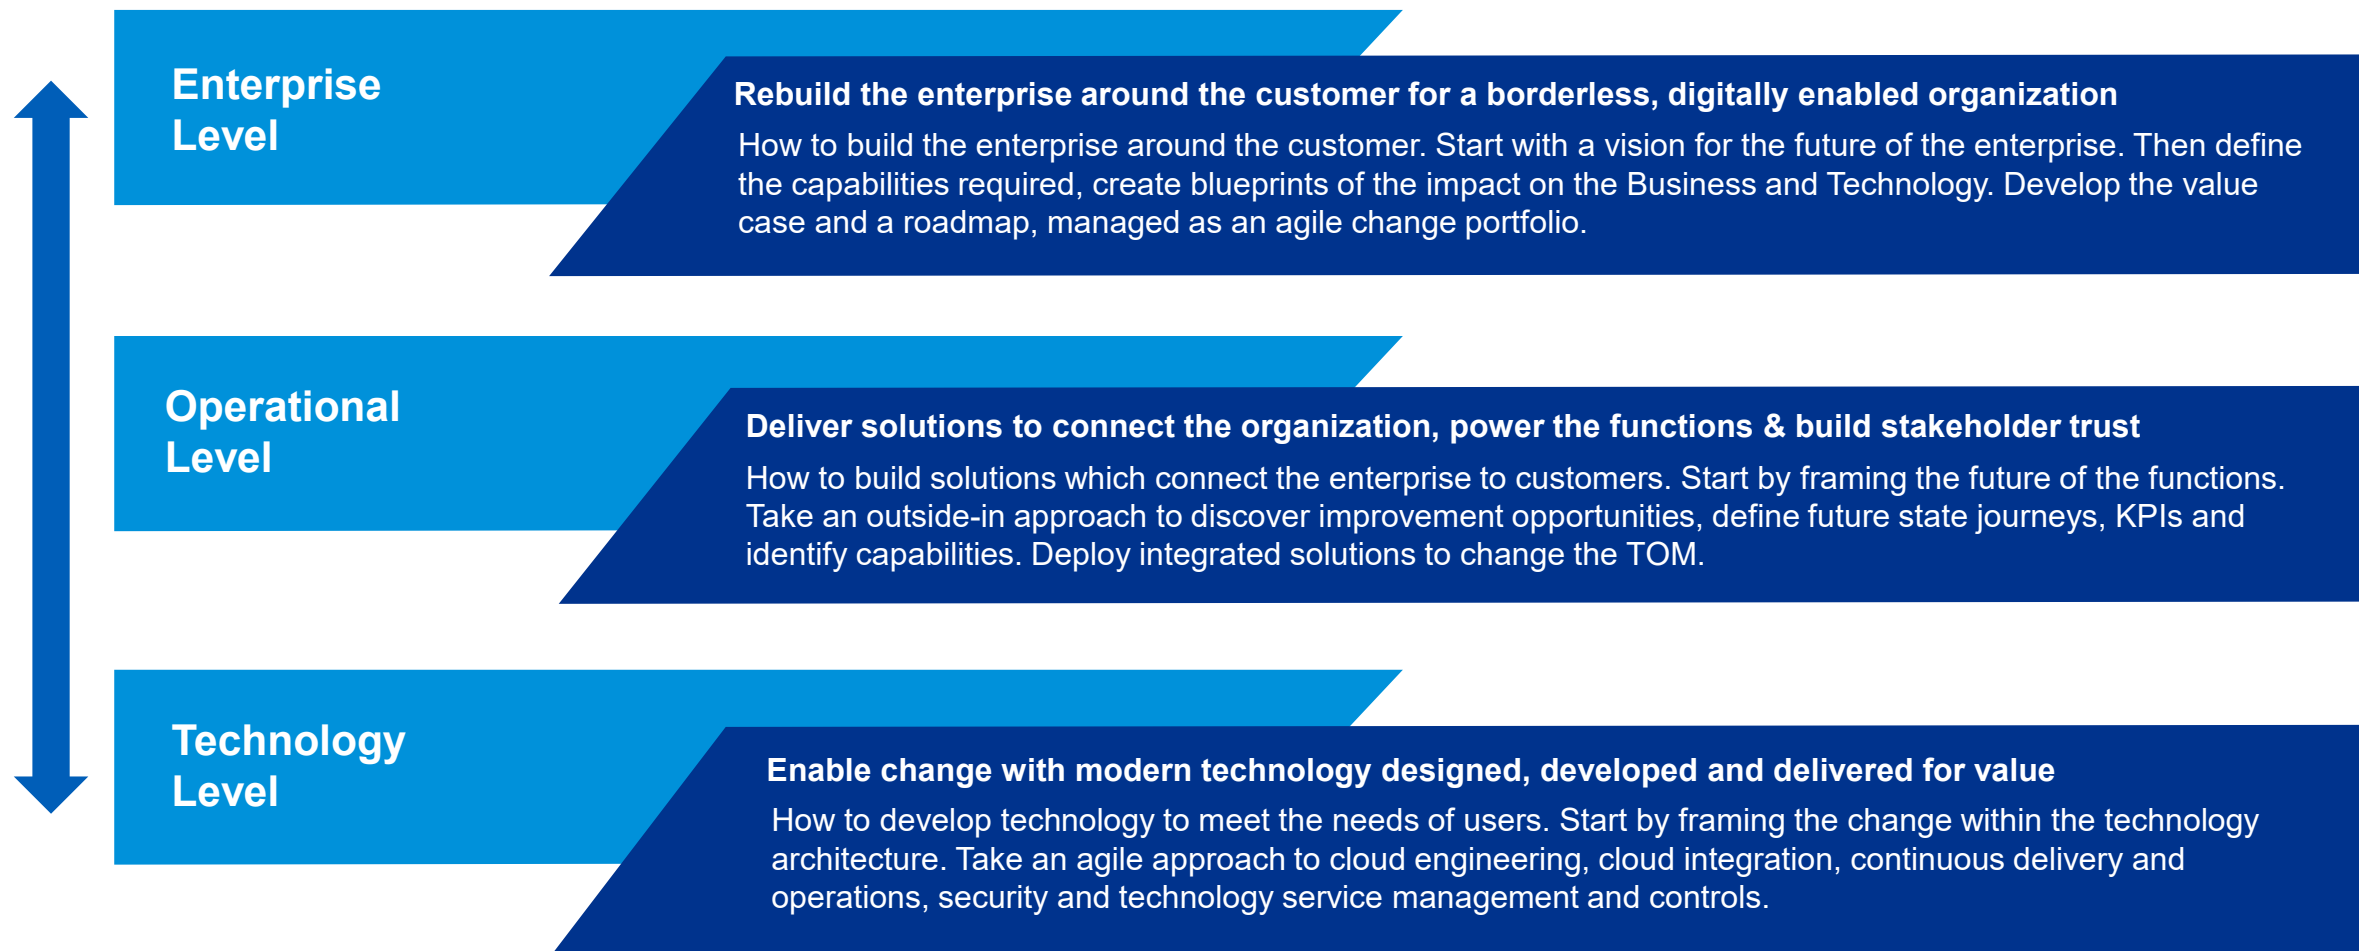 Enterprise
Level
Rebuild the enterprise around the customer for a borderless, digitally enabled organization
How to build the enterprise around the customer. Start with a vision for the future of the enterprise. Then define
the capabilities required, create blueprints of the impact on the Business and Technology. Develop the value
case and a roadmap, managed as an agile change portfolio.
Operational
Level
Deliver solutions to connect the organization, power the functions & build stakeholder trust
How to build solutions which connect the enterprise to customers. Start by framing the future of the functions.
Take an outside-in approach to discover improvement opportunities, define future state journeys, KPIs and
identify capabilities. Deploy integrated solutions to change the TOM.
Technology
Level
Enable change with modern technology designed, developed and delivered for value
How to develop technology to meet the needs of users. Start by framing the change within the technology
architecture. Take an agile approach to cloud engineering, cloud integration, continuous delivery and
operations, security and technology service management and controls.